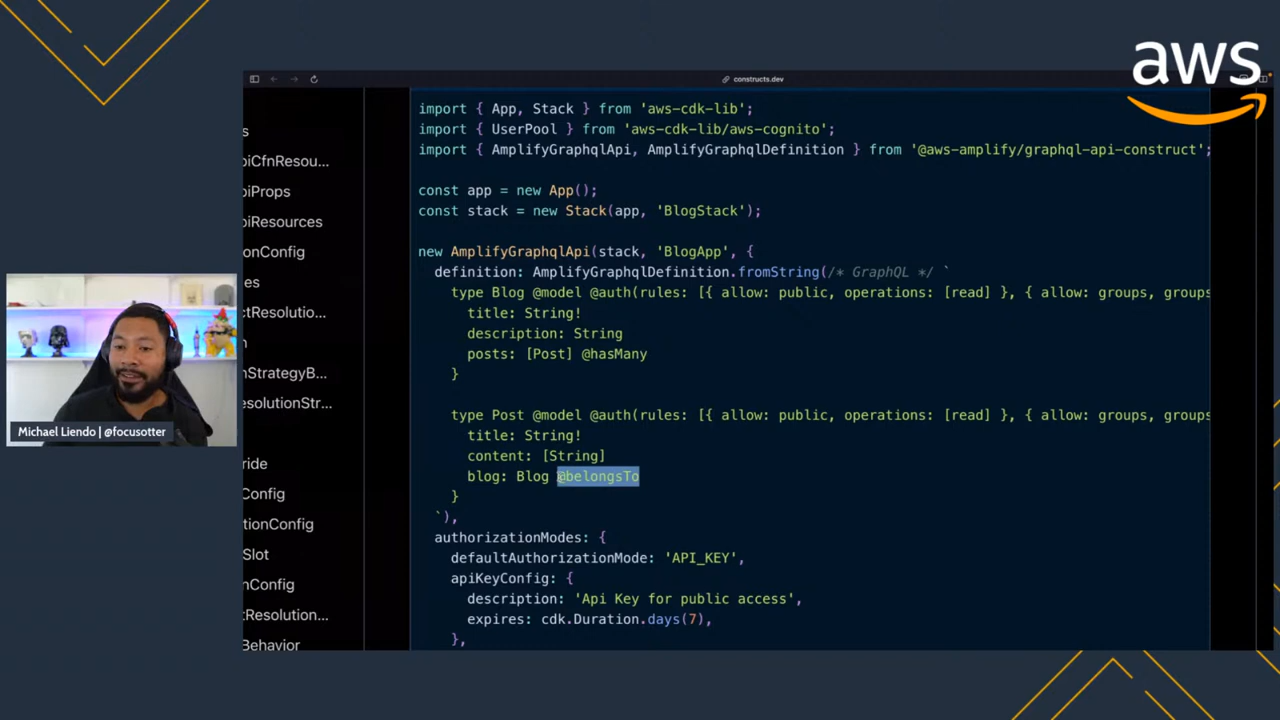 aws
constructs.dev
s
iCfnResou...
iProps
iResources
onConfig
es
ctResolutio...
n
nStrategyB...
esolutionStr...
ride
Config
tionConfig
Slot
nConfig
tResolution...
Behavior
import { App, Stack } from 'aws-cdk-lib';
import { UserPool } from 'aws-cdk-lib/aws-cognito';
import { AmplifyGraphqlApi, AmplifyGraphqlDefinition } from '@aws-amplify/graphql-api-construct';
const app = new App();
const stack = new Stack(app, 'BlogStack');
new AmplifyGraphqlApi(stack, 'BlogApp', {
definition: AmplifyGraphqlDefinition.fromString(/* GraphQL */ `
type Blog @model @auth(rules: [{ allow: public, operations: [read] }, { allow: groups, groups
title: String!
description: String
posts: [Post] @hasMany
}
type Post @model @auth(rules: [{ allow: public, operations: [read] }, { allow: groups, groups
title: String!
content: [String]
blog: Blog @belongsTo
}
`),
authorizationModes: {
defaultAuthorizationMode: 'API_KEY',
apiKeyConfig: {
description: 'Api Key for public access',
expires: cdk.Duration.days(7),
},
Michael Liendo | @focusotter